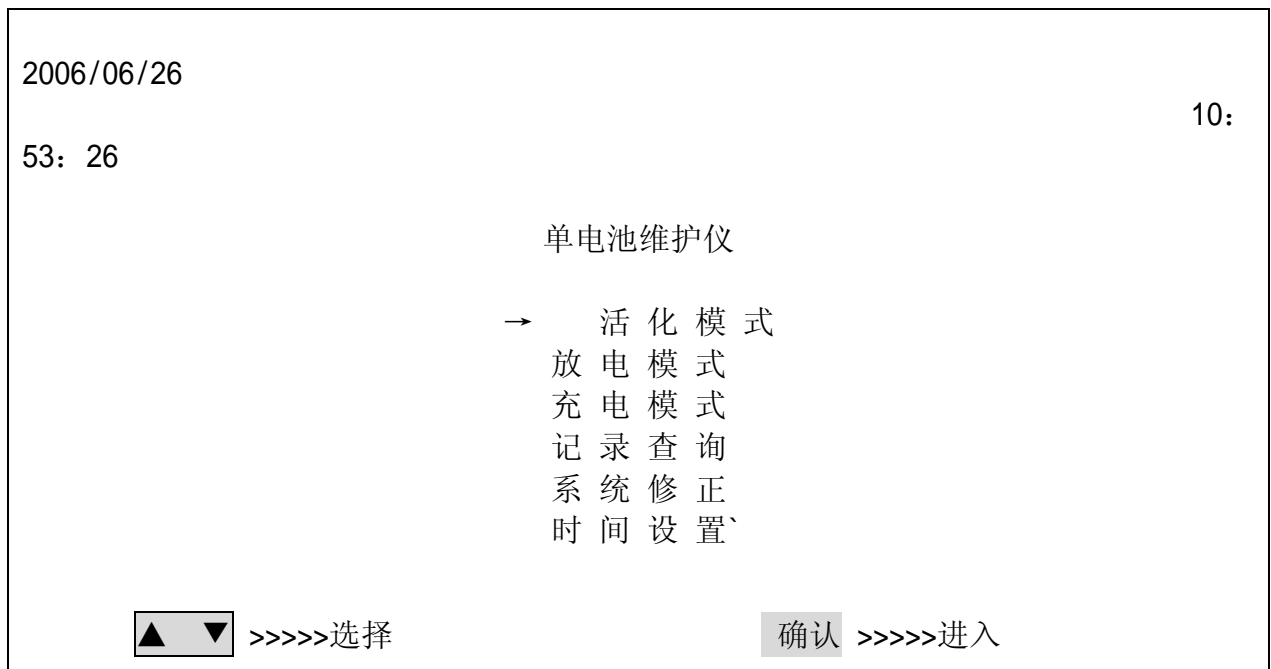 2006/06/26
10：
53：26
单电池维护仪
→ 活 化 模 式
放 电 模 式
充 电 模 式
记 录 查 询
系 统 修 正
时 间 设 置`
▲ ▼ >>>>>选择 确认 >>>>>进入